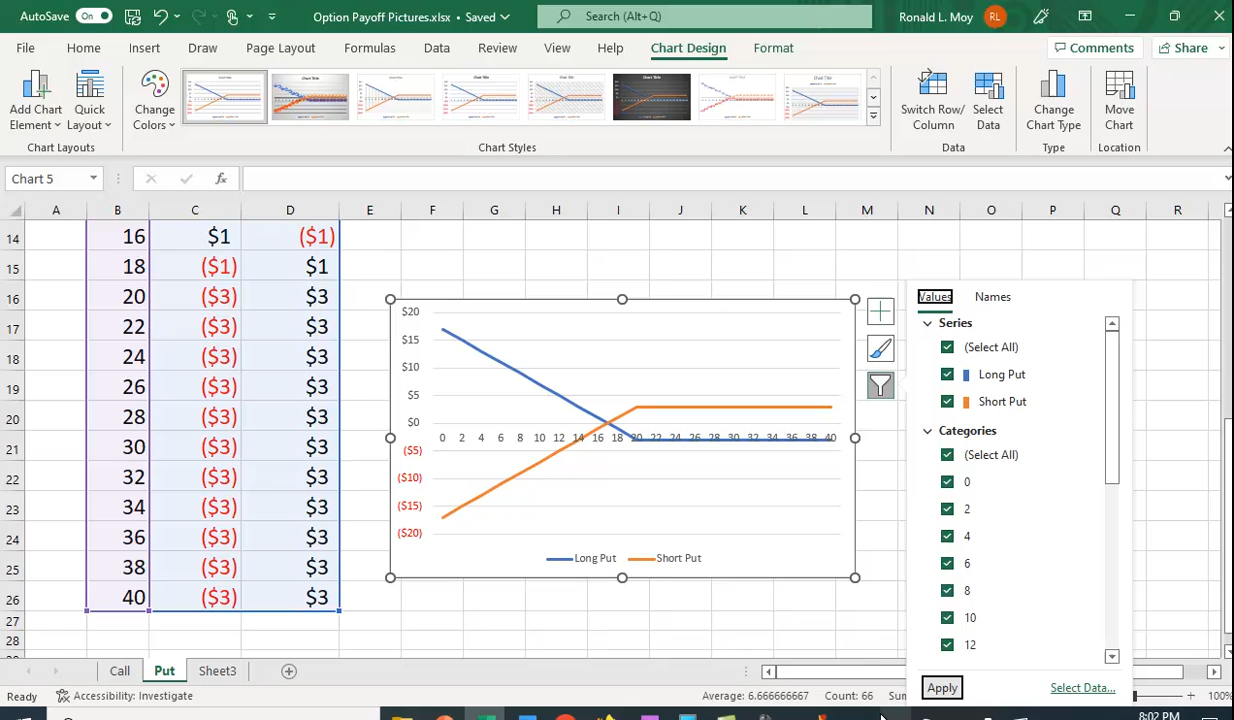 AutoSave On Option Payoff Pictures.xlsx • Saved Search (Alt+Q) Ronald L. Moy RL
File Home Insert Draw Page Layout Formulas Data Review View Help Chart Design Format Comments Share
Add Chart Element Quick Layout Change Colors Switch Row/ Column Select Data Change Chart Type Move Chart
Chart Layouts Chart Styles Data Type Location
Chart 5 fx
A B C D E F G H I J K L M N O P Q R
14 16 $1 ($1)
15 18 ($1) $1
16 20 ($3) $3
17 22 ($3) $3
18 24 ($3) $3
19 26 ($3) $3
20 28 ($3) $3
21 30 ($3) $3
22 32 ($3) $3
23 34 ($3) $3
24 36 ($3) $3
25 38 ($3) $3
26 40 ($3) $3
27
28
$20
$15
$10
$5
$0
0 2 4 6 8 10 12 14 16 18 20 22 24 26 28 30 32 34 36 38 40
($5)
($10)
($15)
($20)
Long Put Short Put
Values Names
Series
(Select All)
Long Put
Short Put
Categories
(Select All)
0
2
4
6
8
10
12
Apply Select Data...
Call Put Sheet3
Ready Accessibility: Investigate Average: 6.666666667 Count: 66 100%
8:02 PM